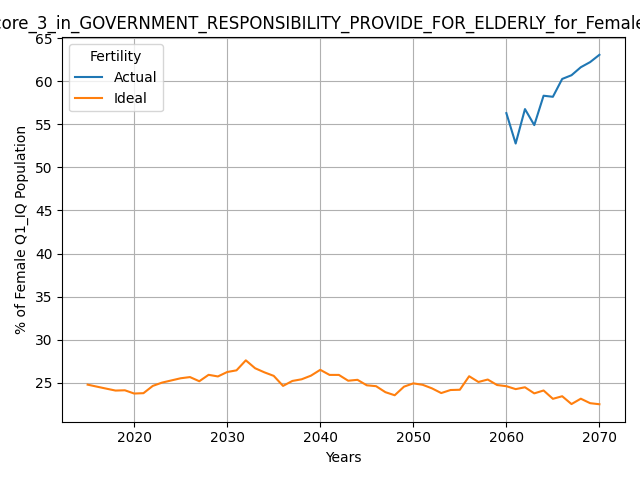 core_3_in_GOVERNMENT_RESPONSIBILITY_PROVIDE_FOR_ELDERLY_for_Female
Fertility
Actual
Ideal
% of Female Q1_IQ Population
65
60
55
50
45
40
35
30
25
2020 2030 2040 2050 2060 2070
Years